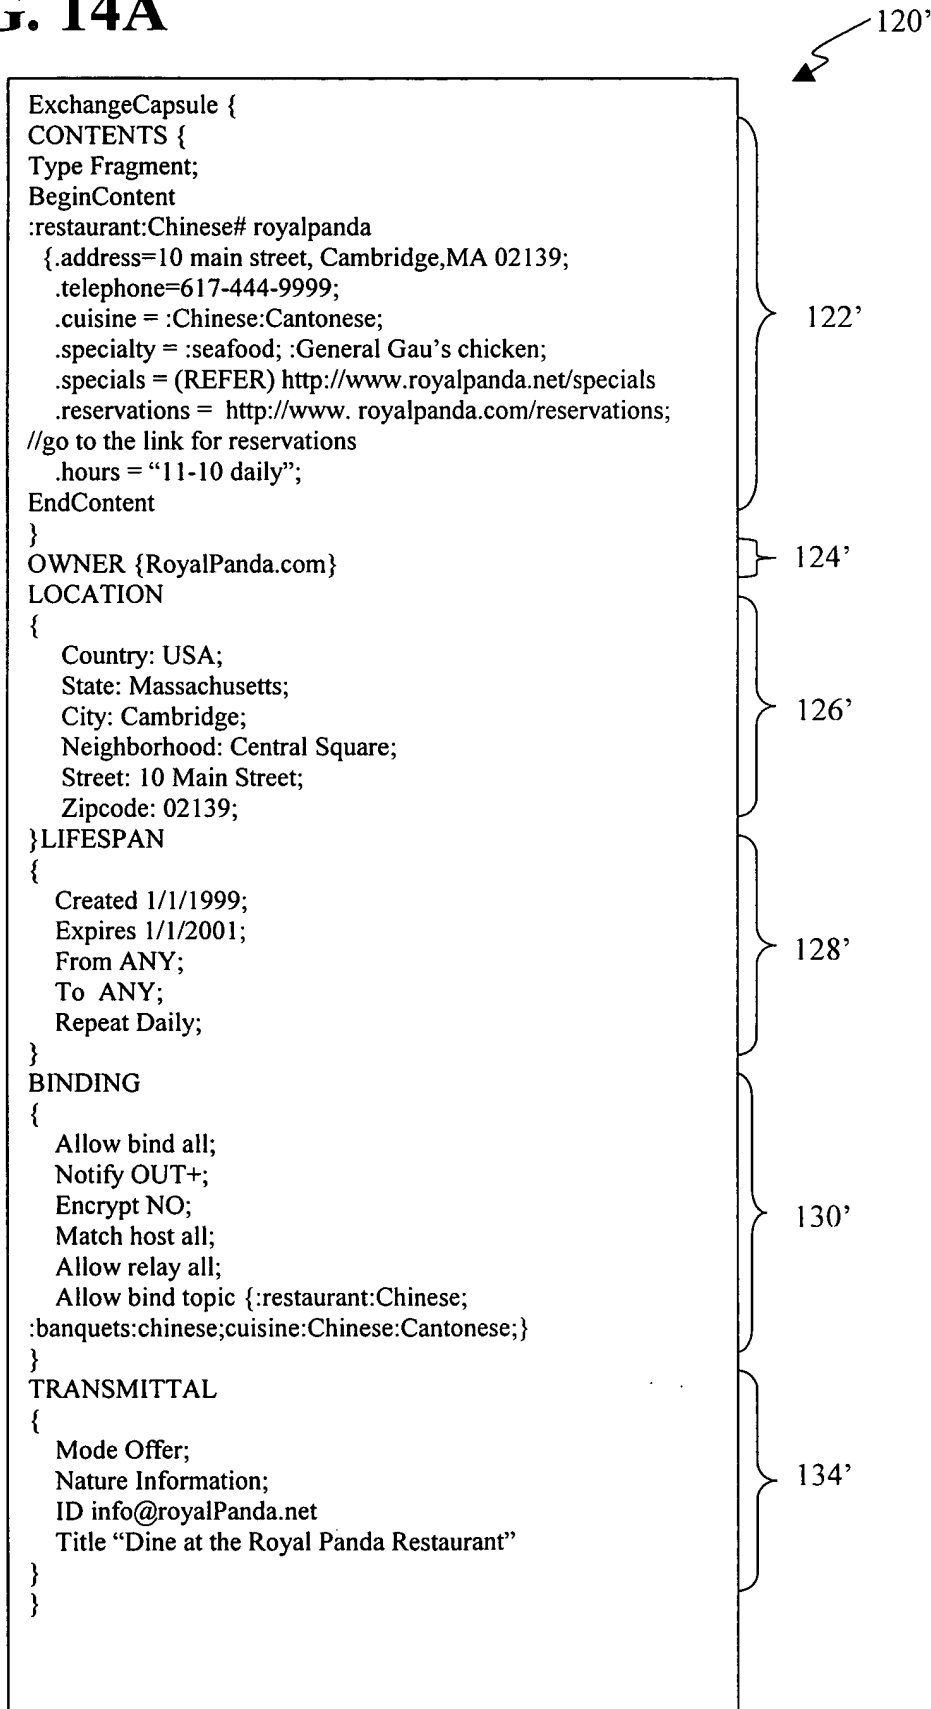 G. 14A
120’
ExchangeCapsule {
CONTENTS {
Type Fragment;
BeginContent
:restaurant:Chinese# royalpanda
{.address=10 main street, Cambridge,MA 02139;
.telephone=617-444-9999;
.cuisine = :Chinese:Cantonese;
122’
.specialty = :seafood; :General Gau's chicken;
.specials = (REFER) http://www.royalpanda.net/specials
.reservations = http://www. royalpanda.com/reservations;
//go to the link for reservations
.hours = “11-10 daily”;
EndContent
}
124’
OWNER {RoyalPanda.com}
LOCATION
{
Country: USA;
State: Massachusetts;
126’
City: Cambridge;
Neighborhood: Central Square;
Street: 10 Main Street;
Zipcode: 02139;
}LIFESPAN
{
Created 1/1/1999;
Expires 1/1/2001;
128’
From ANY;
To ANY;
Repeat Daily;
}
BINDING
{
Allow bind all;
Notify OUT+;
Encrypt NO;
130’
Match host all;
Allow relay all;
Allow bind topic {:restaurant:Chinese;
:banquets:chinese;cuisine:Chinese:Cantonese;}
}
TRANSMITTAL
{
Mode Offer;
Nature Information;
134’
ID info@royalPanda.net
Title “Dine at the Royal Panda Restaurant”
}
}